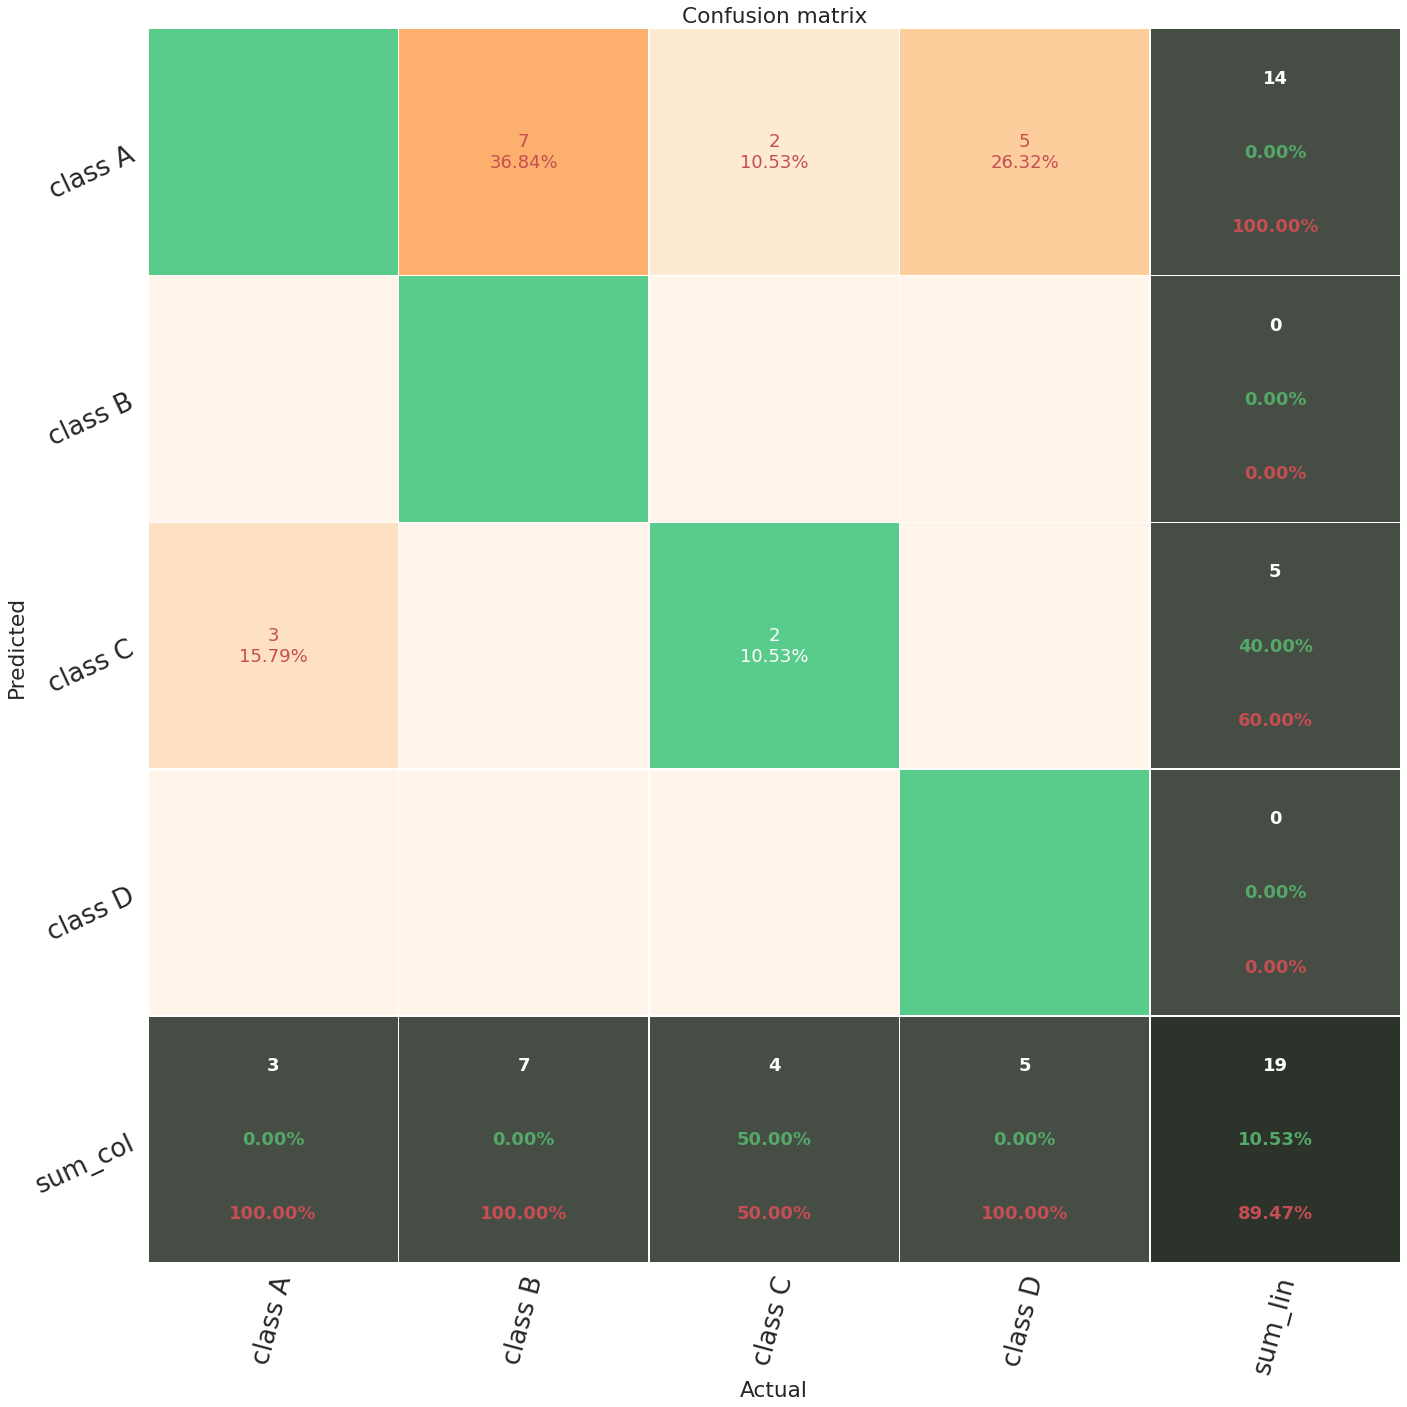 Confusion matrix
class A
7
36.84%
2
10.53%
5
26.32%
14
0.00%
100.00%
class B
0
0.00%
0.00%
Predicted
class C
3
15.79%
2
10.53%
5
40.00%
60.00%
class D
0
0.00%
0.00%
sum_col
3
0.00%
100.00%
7
0.00%
100.00%
4
50.00%
50.00%
5
0.00%
100.00%
19
10.53%
89.47%
class A
class B
class C
class D
sum_lin
Actual